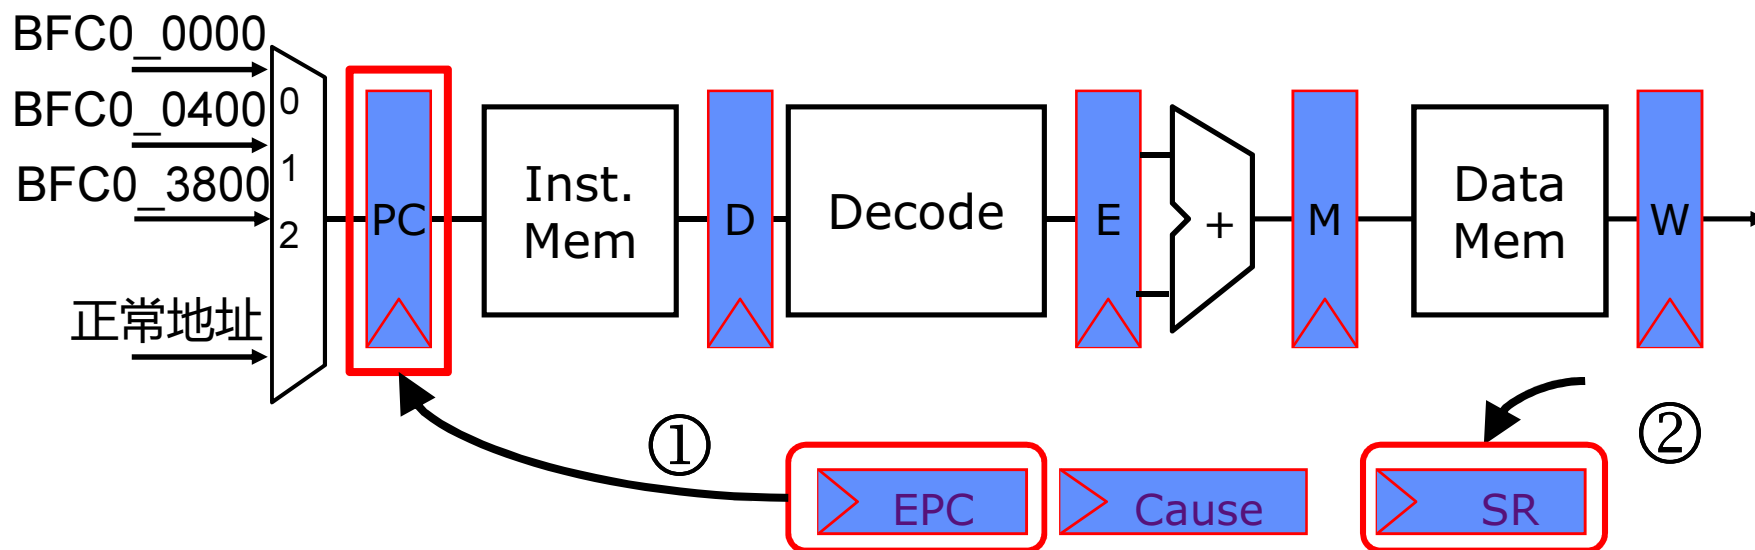 BFC0_0000
BFC0_0400
BFC0_3800
正常地址
0
1
2
PC
Inst.
Mem
D
Decode
E
+
M
Data
Mem
W
①
②
EPC
Cause
SR